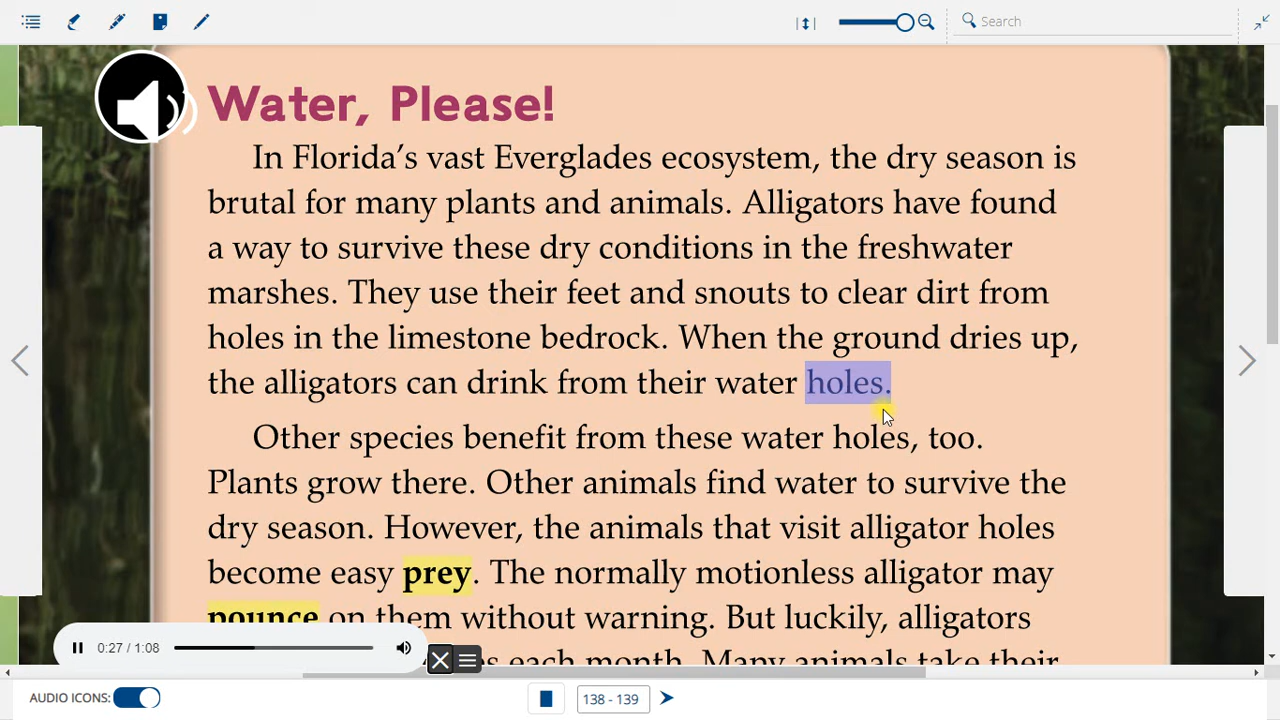 Search
Water, Please!
In Florida’s vast Everglades ecosystem, the dry season is
brutal for many plants and animals. Alligators have found
a way to survive these dry conditions in the freshwater
marshes. They use their feet and snouts to clear dirt from
holes in the limestone bedrock. When the ground dries up,
the alligators can drink from their water holes.
Other species benefit from these water holes, too.
Plants grow there. Other animals find water to survive the
dry season. However, the animals that visit alligator holes
become easy prey. The normally motionless alligator may
pounce on them without warning. But luckily, alligators
each month. Many animals take their
0:27 / 1:08
AUDIO ICONS:
138 - 139